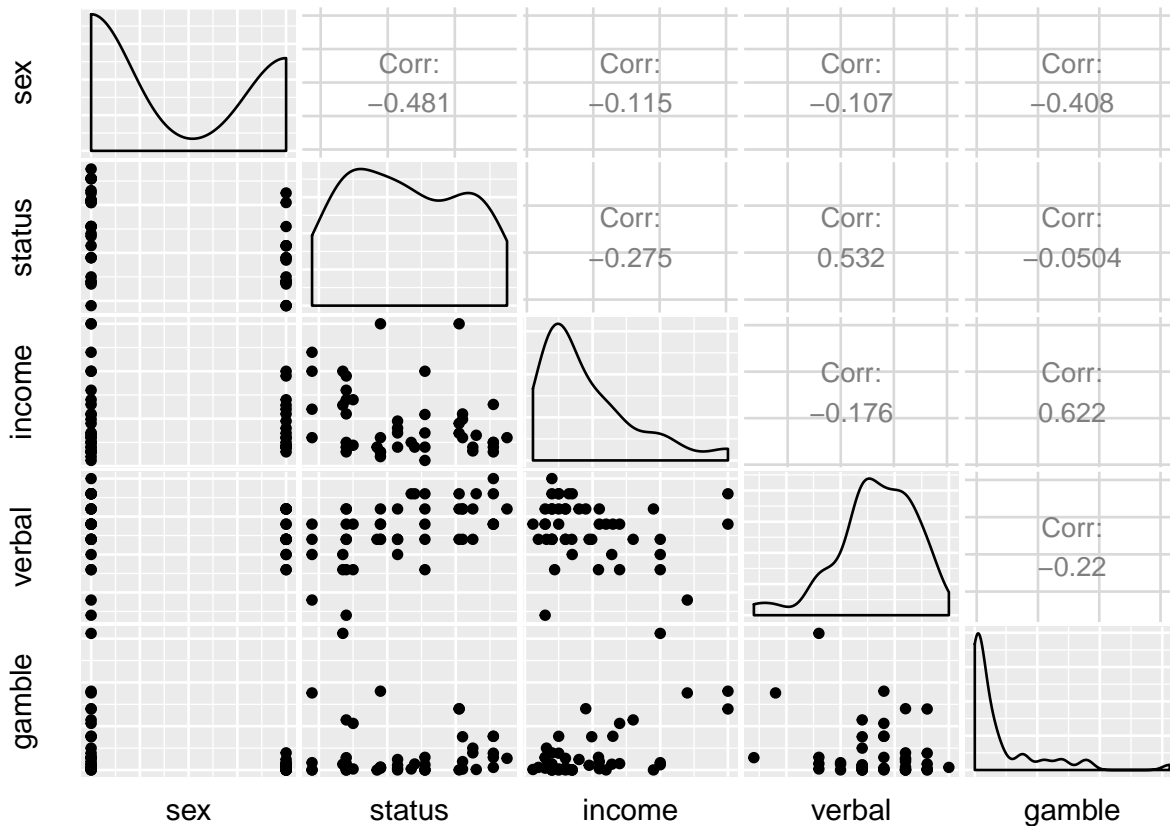 sex
Corr:
−0.481
Corr:
−0.115
Corr:
−0.107
Corr:
−0.408
status
Corr:
−0.275
Corr:
0.532
Corr:
−0.0504
income
Corr:
−0.176
Corr:
0.622
verbal
Corr:
−0.22
gamble
sex
status
income
verbal
gamble